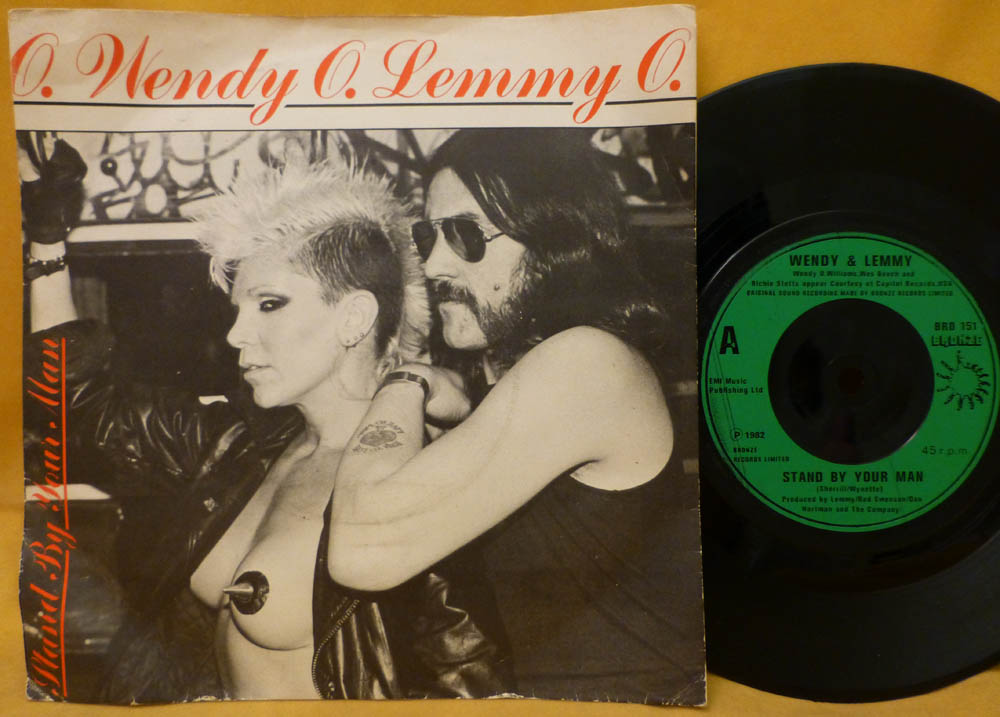 O. Wendy O. Lemmy O.
Stand By Your Man
WENDY & LEMMY
Wendy O Williams, Wes Beech and
Richie Stotts appear Courtesy of Capitol Records, USA
ORIGINAL SOUND RECORDING MADE BY BRONZE RECORDS LIMITED
A
BRO 151
BRONZE
EMI Music
Publishing Ltd
℗ 1982
BRONZE
RECORDS LIMITED
45 r.p.m.
STAND BY YOUR MAN
(Sherrill/Wynette)
Produced by Lemmy/Rod Swenson/Dan
Hartman and The Company